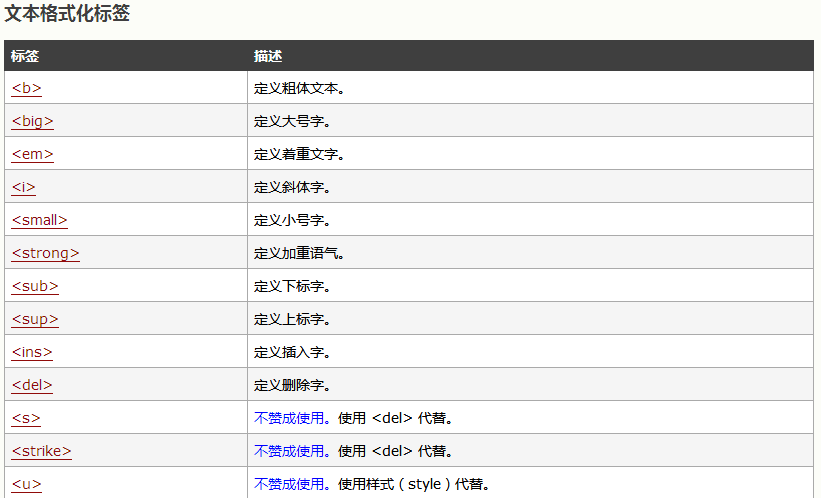 文本格式化标签
标签 描述
<b> 定义粗体文本。
<big> 定义大号字。
<em> 定义着重文字。
<i> 定义斜体字。
<small> 定义小号字。
<strong> 定义加重语气。
<sub> 定义下标字。
<sup> 定义上标字。
<ins> 定义插入字。
<del> 定义删除字。
<s> 不赞成使用。使用 <del> 代替。
<strike> 不赞成使用。使用 <del> 代替。
<u> 不赞成使用。使用样式（style）代替。